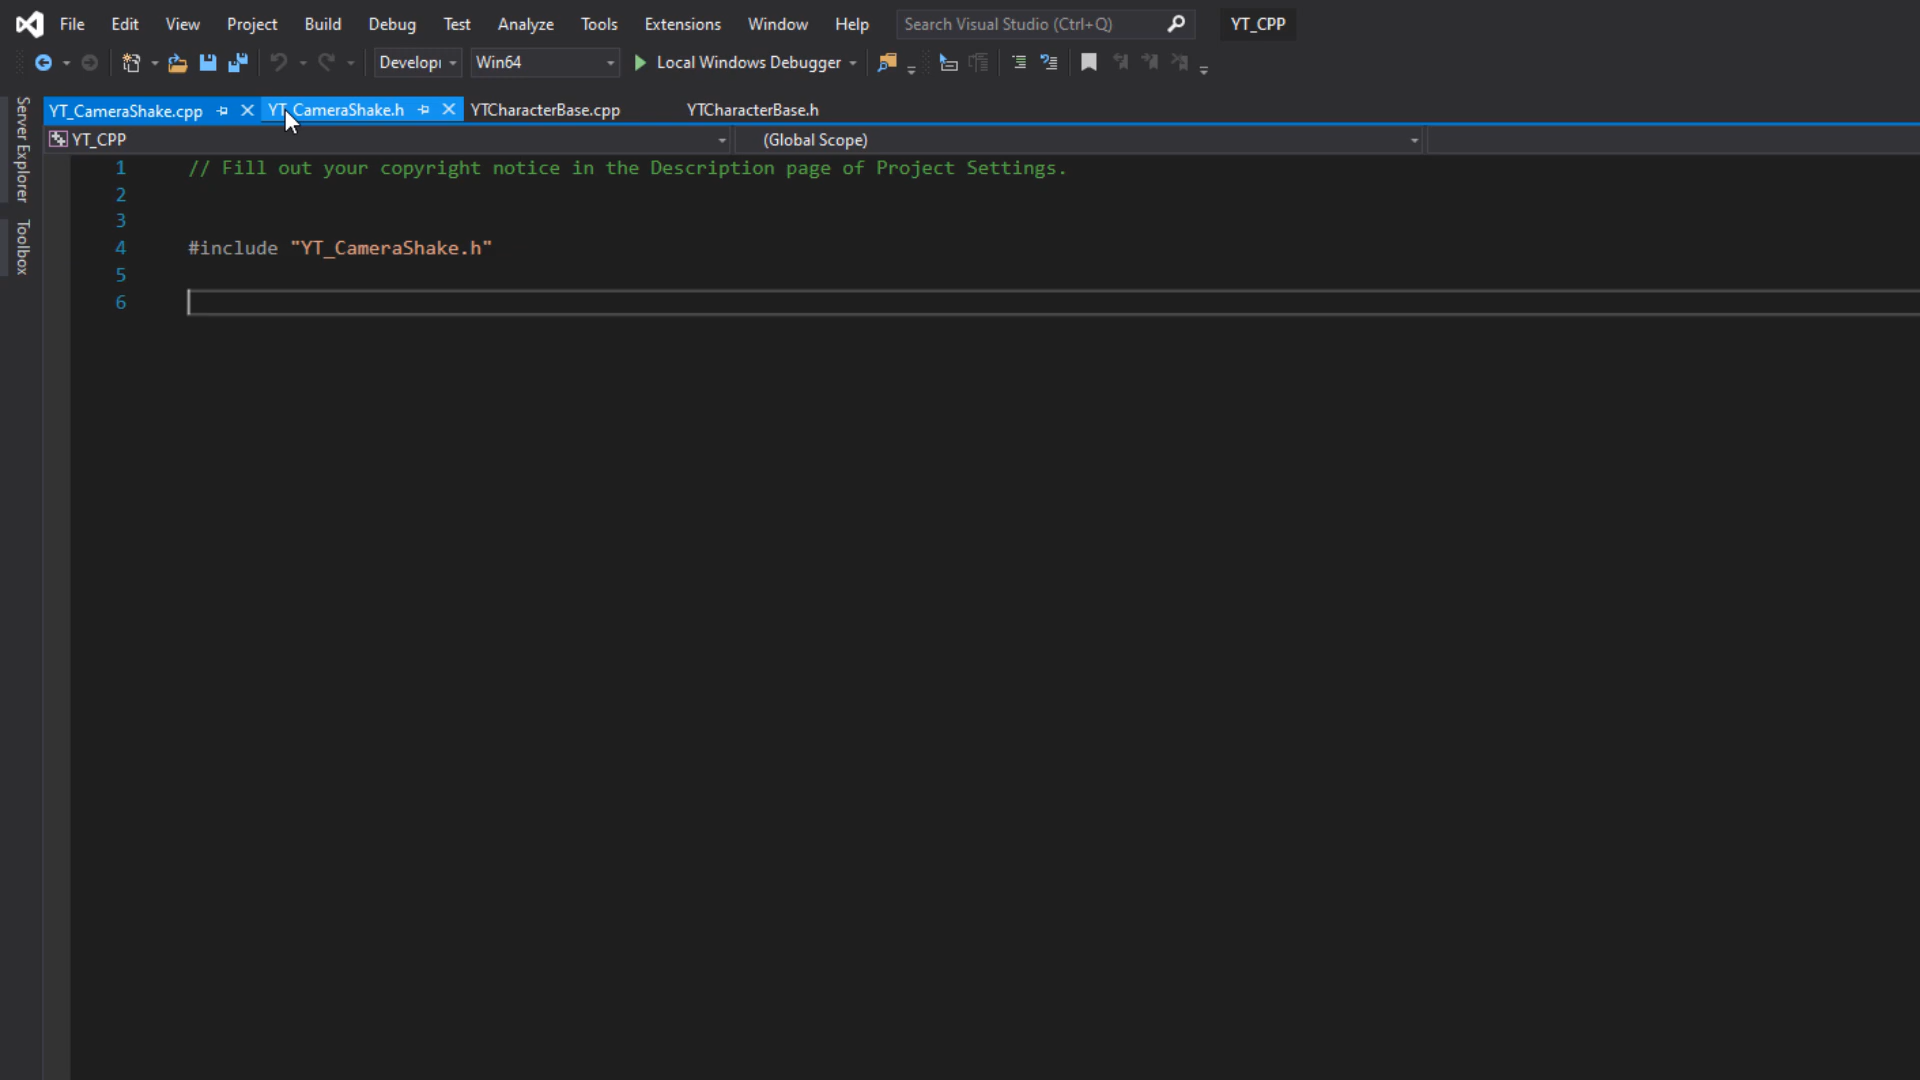 File Edit View Project Build Debug Test Analyze Tools Extensions Window Help Search Visual Studio (Ctrl+Q) YT_CPP
Develop Win64 Local Windows Debugger
YT_CameraShake.cpp YT_CameraShake.h YTCharacterBase.cpp YTCharacterBase.h
YT_CPP (Global Scope)
Server Explorer
Toolbox
1 // Fill out your copyright notice in the Description page of Project Settings.
2
3
4 #include "YT_CameraShake.h"
5
6